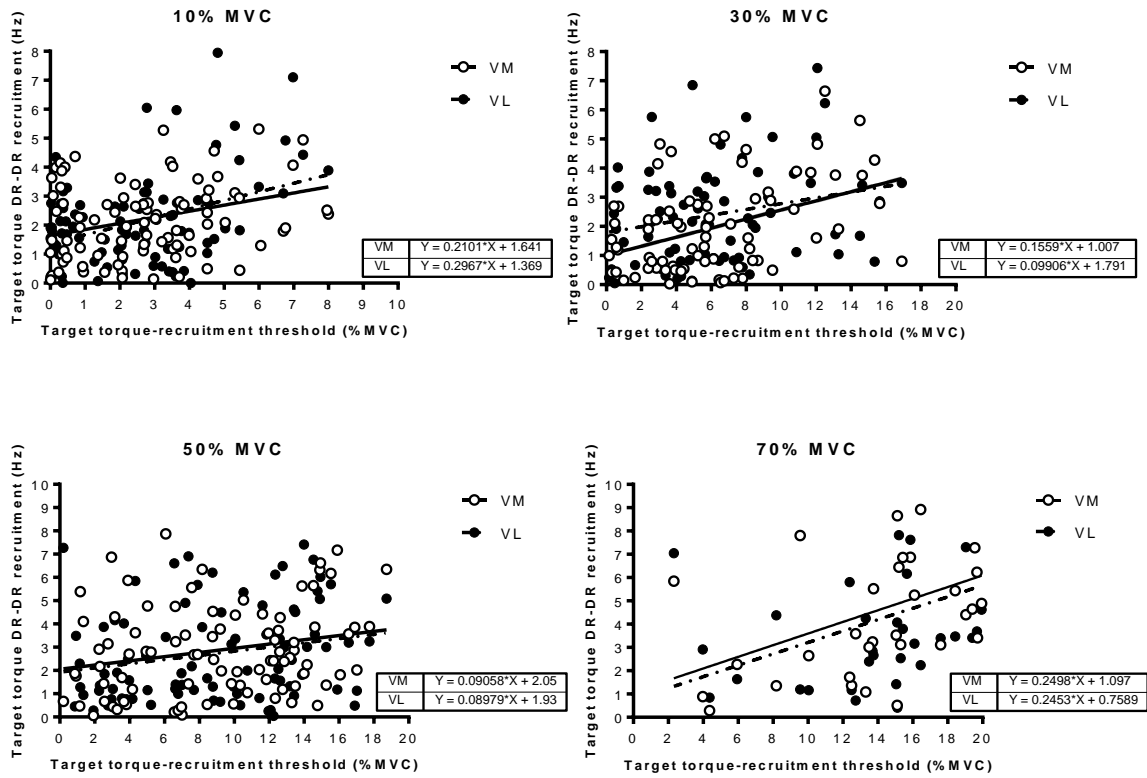 10% MVC
Target torque DR-DR recruitment (Hz)
8
7
6
5
4
3
2
1
0
VM
VL
VM Y = 0.2101*X + 1.641
VL Y = 0.2967*X + 1.369
0 1 2 3 4 5 6 7 8 9 10
Target torque-recruitment threshold (%MVC)
30% MVC
Target torque DR-DR recruitment (Hz)
8
7
6
5
4
3
2
1
0
VM
VL
VM Y = 0.1559*X + 1.007
VL Y = 0.09906*X + 1.791
0 2 4 6 8 10 12 14 16 18 20
Target torque-recruitment threshold (%MVC)
50% MVC
Target torque DR-DR recruitment (Hz)
10
9
8
7
6
5
4
3
2
1
0
VM
VL
VM Y = 0.09058*X + 2.05
VL Y = 0.08979*X + 1.93
0 2 4 6 8 10 12 14 16 18 20
Target torque-recruitment threshold (%MVC)
70% MVC
Target torque DR-DR recruitment (Hz)
10
9
8
7
6
5
4
3
2
1
0
VM
VL
VM Y = 0.2498*X + 1.097
VL Y = 0.2453*X + 0.7589
0 2 4 6 8 10 12 14 16 18 20
Target torque-recruitment threshold (%MVC)